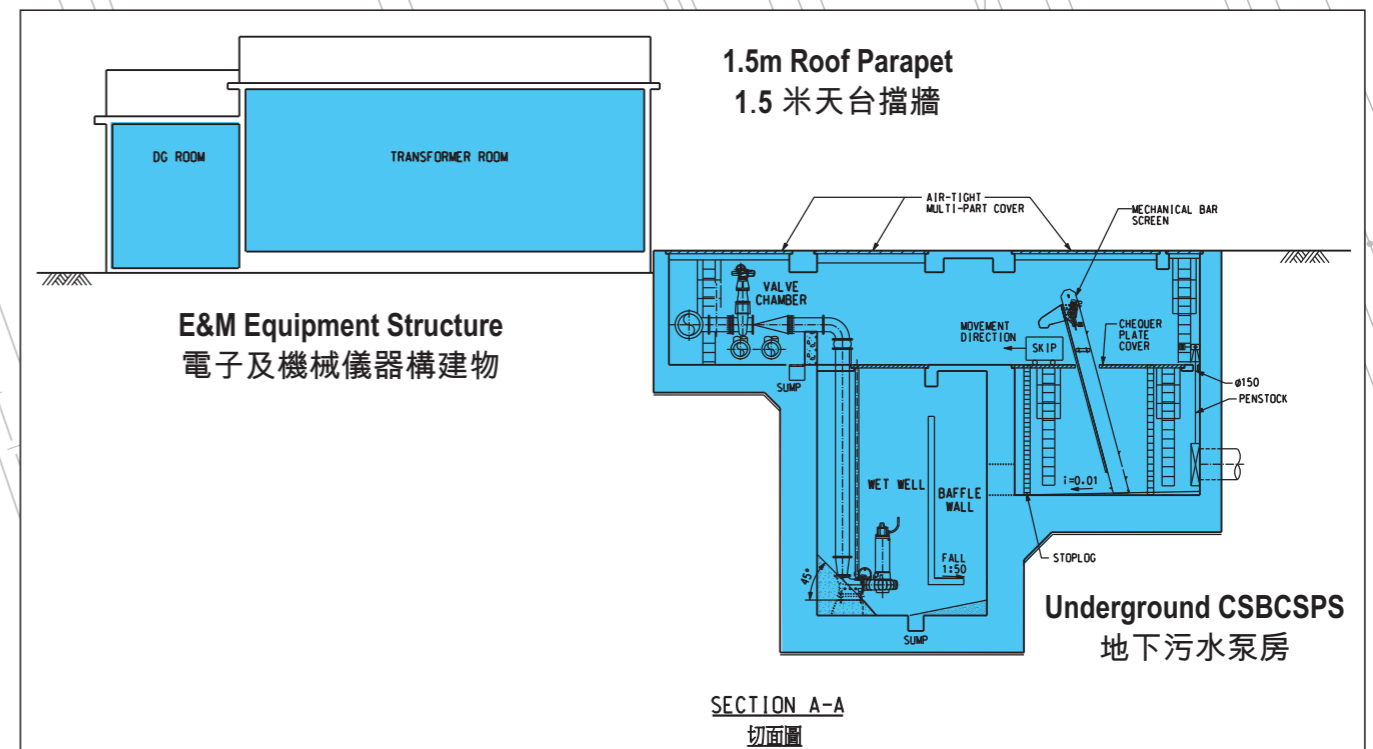 1.5m Roof Parapet
1.5 米天台擋牆
DG ROOM
TRANSFORMER ROOM
AIR-TIGHT
MULTI-PART COVER
MECHANICAL BAR
SCREEN
VALVE
CHAMBER
E&M Equipment Structure
電子及機械儀器構建物
MOVEMENT
DIRECTION
SKIP
CHEQUER
PLATE
COVER
SUMP
ø150
PENSTOCK
WET WELL
BAFFLE
WALL
i=0.01
STOPLOG
FALL
1:50
45°
SUMP
Underground CSBCSPS
地下污水泵房
SECTION A-A
切面圖